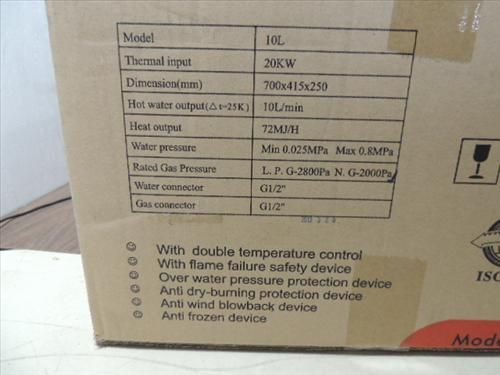 Model 10L
Thermal input 20KW
Dimension(mm) 700x415x250
Hot water output(△t=25K) 10L/min
Heat output 72MJ/H
Water pressure Min 0.025MPa Max 0.8MPa
Rated Gas Pressure L. P. G-2800Pa N. G-2000Pa
Water connector G1/2"
Gas connector G1/2"
With double temperature control
With flame failure safety device
Over water pressure protection device
Anti dry-burning protection device
Anti wind blowback device
Anti frozen device
ISO
Mode